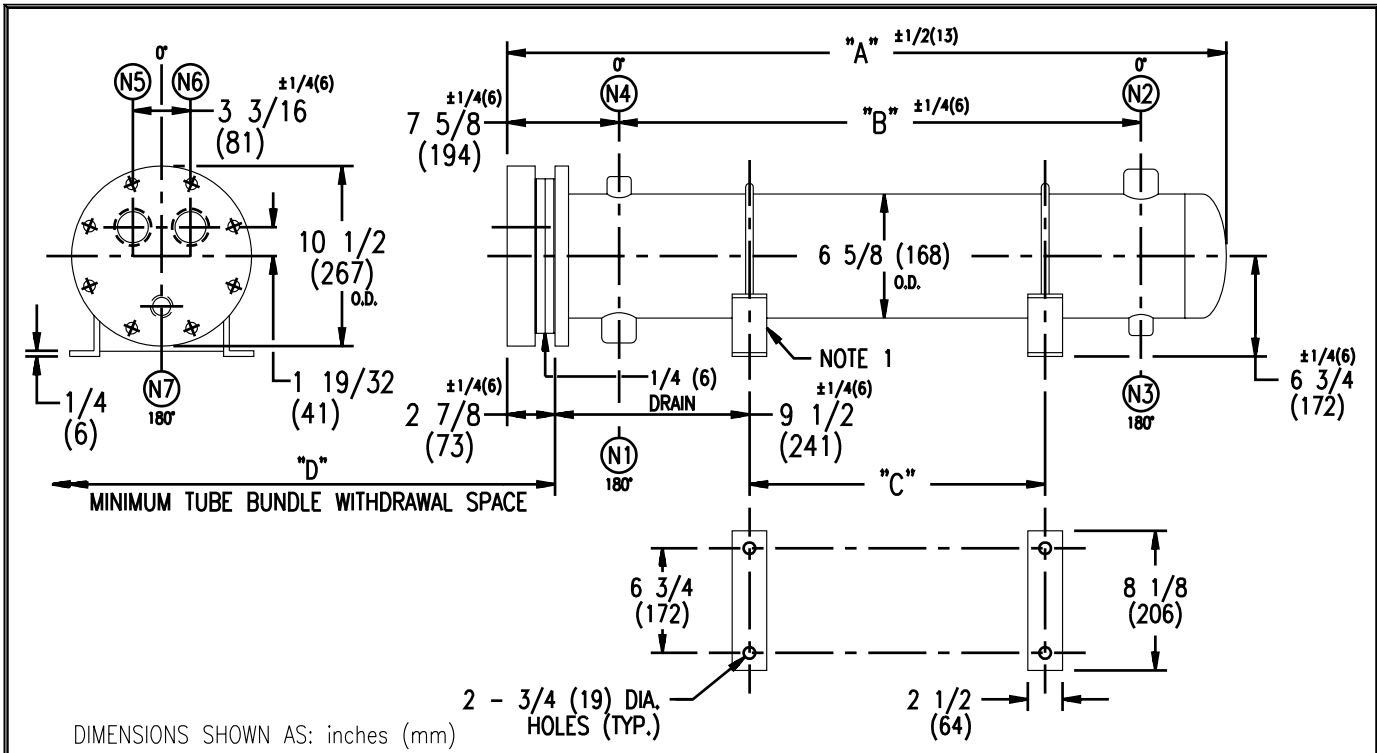 0°
N5
N6
±1/4(6)
3 3/16
(81)
10 1/2
(267)
O.D.
1 19/32
(41)
1/4
(6)
N7
180°
"A" ±1/2(13)
0°
N4
0°
N2
±1/4(6)
7 5/8
(194)
"B" ±1/4(6)
6 5/8 (168)
O.D.
NOTE 1
1/4 (6)
DRAIN
±1/4(6)
2 7/8
(73)
±1/4(6)
9 1/2
(241)
±1/4(6)
6 3/4
(172)
N3
180°
N1
180°
"D"
MINIMUM TUBE BUNDLE WITHDRAWAL SPACE
"C"
6 3/4
(172)
8 1/8
(206)
2 - 3/4 (19) DIA.
HOLES (TYP.)
2 1/2
(64)
DIMENSIONS SHOWN AS: inches (mm)